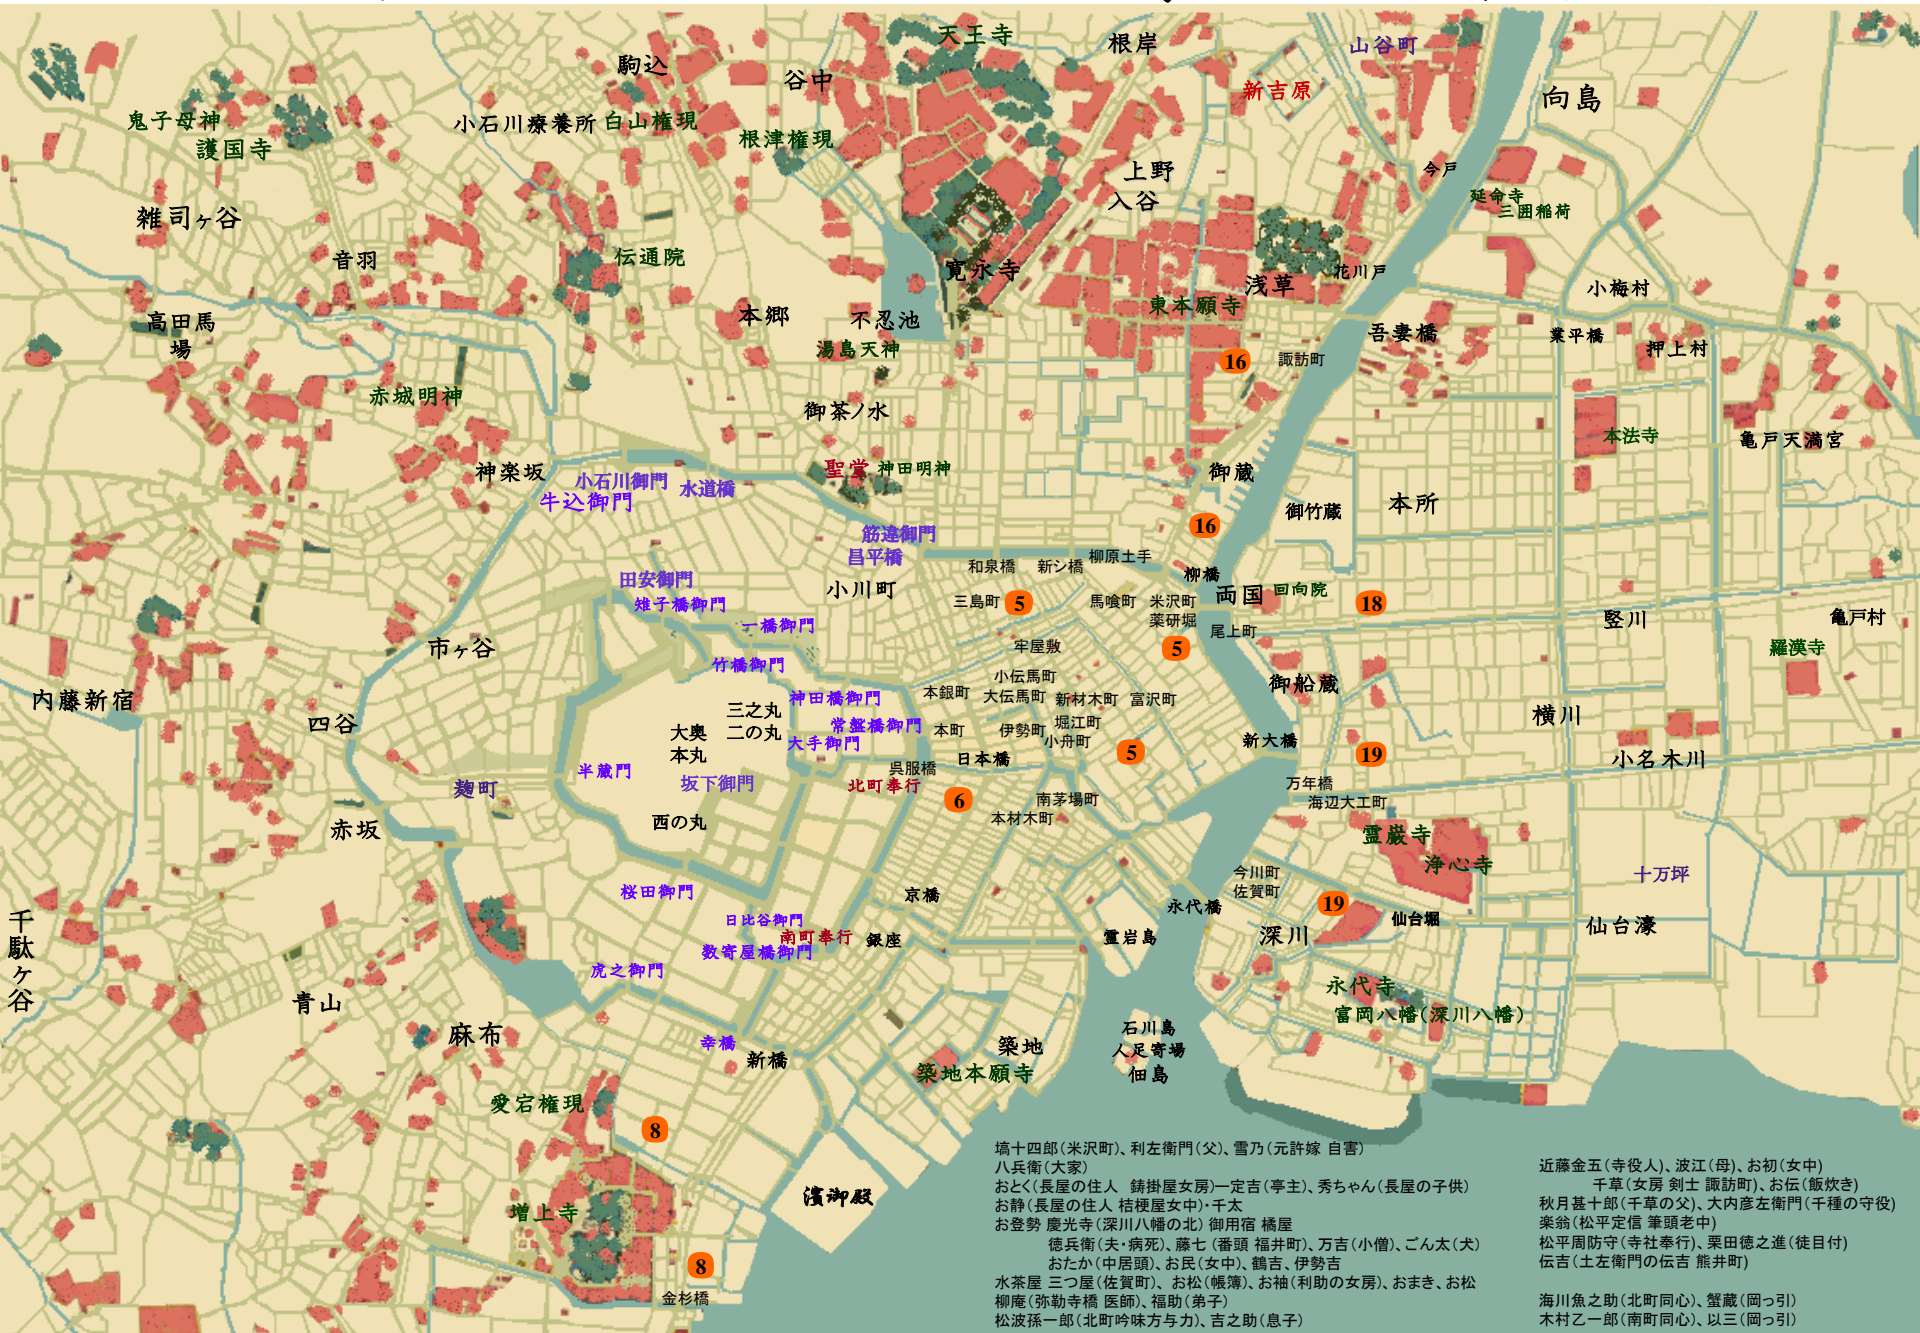 天王寺
根岸
山谷町
駒込
谷中
新吉原
向島
鬼子母神
護国寺
小石川療養所
白山権現
根津権現
上野
入谷
今戸
延命寺
三囲稲荷
雑司ヶ谷
音羽
伝通院
寛永寺
浅草
花川戸
東本願寺
小梅村
高田馬
場
本郷
不忍池
湯島天神
吾妻橋
業平橋
押上村
16
諏訪町
赤城明神
御茶ノ水
本法寺
亀戸天満宮
神楽坂
小石川御門
牛込御門
水道橋
聖堂
神田明神
御蔵
御竹蔵
本所
16
筋違御門
昌平橋
和泉橋
新シ橋
柳原土手
柳橋
田安御門
雉子橋御門
小川町
三島町
5
馬喰町
米沢町
薬研堀
両国
回向院
18
一橋御門
尾上町
竪川
亀戸村
市ヶ谷
竹橋御門
牢屋敷
5
羅漢寺
内藤新宿
四谷
神田橋御門
小伝馬町
本銀町
大伝馬町
新材木町
富沢町
御船蔵
三之丸
二の丸
大奥
本丸
常盤橋御門
大手御門
本町
伊勢町
堀江町
小舟町
横川
新大橋
5
19
半蔵門
坂下御門
呉服橋
日本橋
小名木川
麹町
北町奉行
6
南茅場町
本材木町
万年橋
海辺大工町
赤坂
西の丸
霊巌寺
浄心寺
今川町
佐賀町
十万坪
桜田御門
京橋
永代橋
19
仙台堀
仙台濠
千
駄
ヶ
谷
日比谷御門
南町奉行
数寄屋橋御門
銀座
霊岩島
深川
虎之御門
永代寺
富岡八幡(深川八幡)
青山
麻布
幸橋
新橋
築地
築地本願寺
石川島
人足寄場
佃島
愛宕権現
8
増上寺
濱御殿
8
金杉橋
塙十四郎(米沢町)、利左衛門(父)、雪乃(元許嫁 自害)
八兵衛(大家)
おとく(長屋の住人 鋳掛屋女房)一定吉(亭主)、秀ちゃん(長屋の子供)
お静(長屋の住人 桔梗屋女中)・千太
お登勢 慶光寺(深川八幡の北) 御用宿 橘屋
徳兵衛(夫・病死)、藤七(番頭 福井町)、万吉(小僧)、ごん太(犬)
おたか(中居頭)、お民(女中)、鶴吉、伊勢吉
水茶屋 三つ屋(佐賀町)、お松(帳簿)、お袖(利助の女房)、おまき、お松
柳庵(弥勒寺橋 医師)、福助(弟子)
松波孫一郎(北町吟味方与力)、吉之助(息子)
近藤金五(寺役人)、波江(母)、お初(女中)
千草(女房 剣士 諏訪町)、お伝(飯炊き)
秋月甚十郎(千草の父)、大内彦左衛門(千種の守役)
楽翁(松平定信 筆頭老中)
松平周防守(寺社奉行)、栗田徳之進(徒目付)
伝吉(土左衛門の伝吉 熊井町)
海川魚之助(北町同心)、蟹蔵(岡っ引)
木村乙一郎(南町同心)、以三(岡っ引)